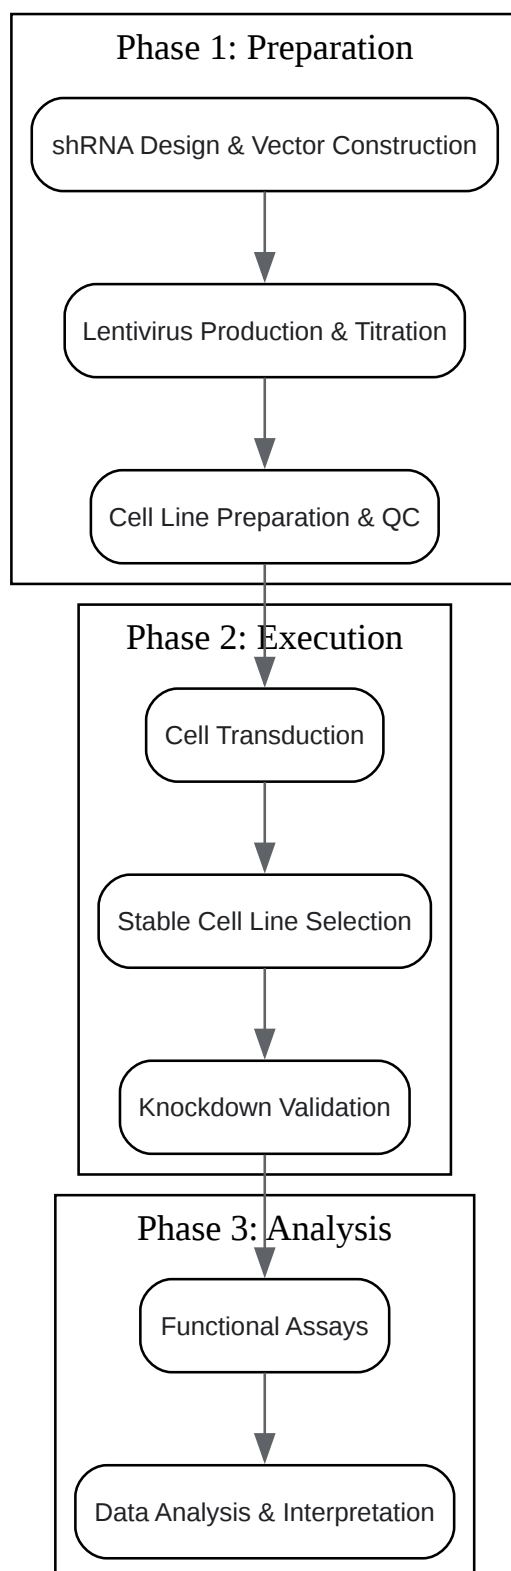 Phase 1: Preparation
shRNA Design & Vector Construction
Lentivirus Production & Titration
Cell Line Preparation & QC
Phase 2: Execution
Cell Transduction
Stable Cell Line Selection
Knockdown Validation
Phase 3: Analysis
Functional Assays
Data Analysis & Interpretation